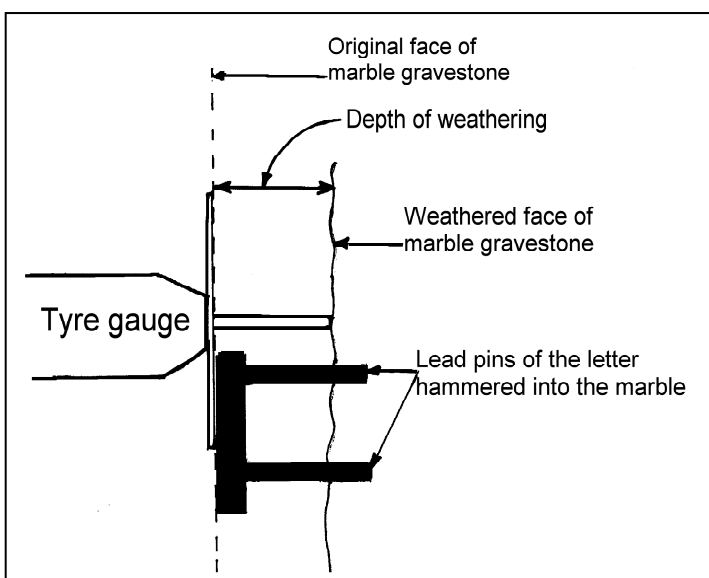 Original face of
marble gravestone
Depth of weathering
Weathered face of
marble gravestone
Tyre gauge
Lead pins of the letter
hammered into the marble